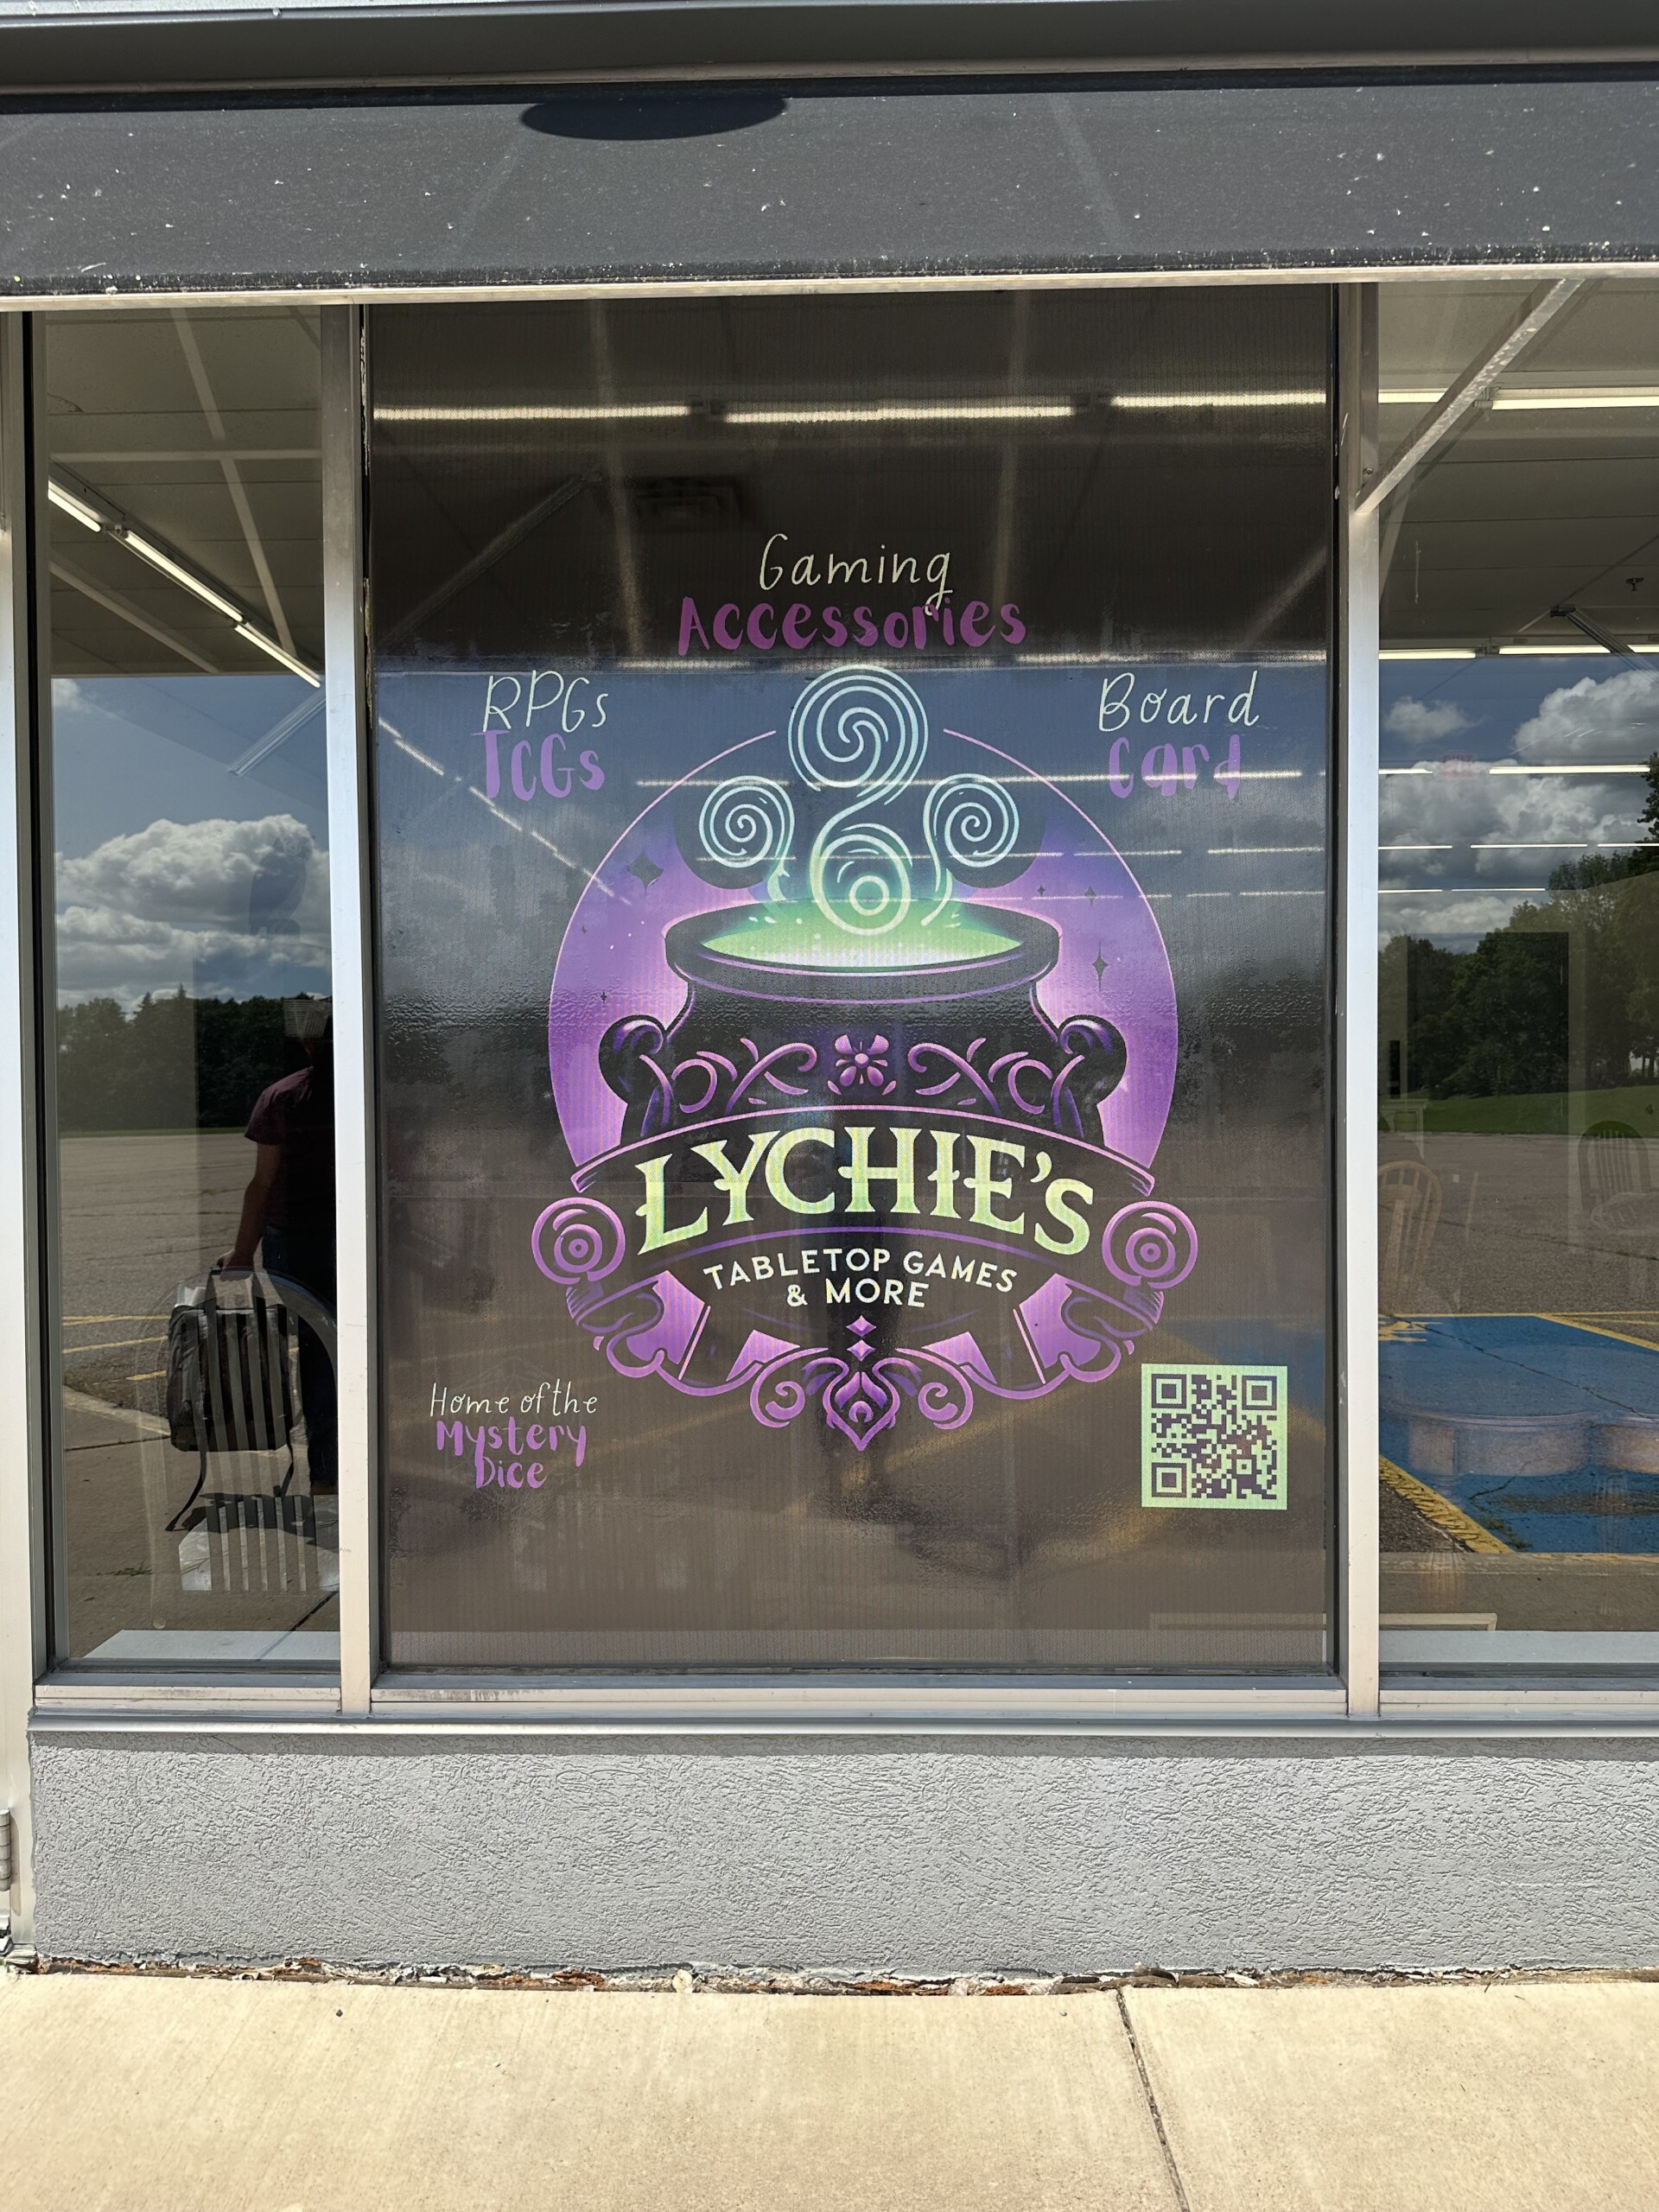 Gaming
Accessories
RPGs
TCGs
Board
Card
LYCHIE'S
TABLETOP GAMES
& MORE
Home of the
Mystery
Dice